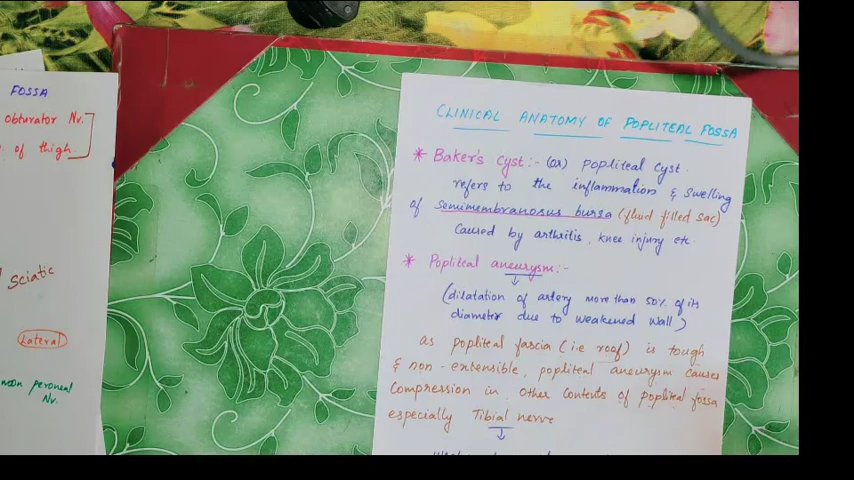 FOSSA
obturator Nr.
of thigh.
Sciatic
Lateral
peroneal
Nr.
CLINICAL ANATOMY OF POPLITEAL FOSSA
* Baker's cyst :- (or) popliteal cyst.
refers to the inflammation & swelling
of semimembranosus bursa (fluid filled sac)
Caused by arthritis, knee injury etc.
* Popliteal aneurysm:-
(dilatation of artery more than 50% of its
diameter due to weakened wall)
as popliteal fascia (i.e roof) is tough
& non-extensible, popliteal aneurysm causes
Compression in other contents of popliteal fossa
especially Tibial nerve